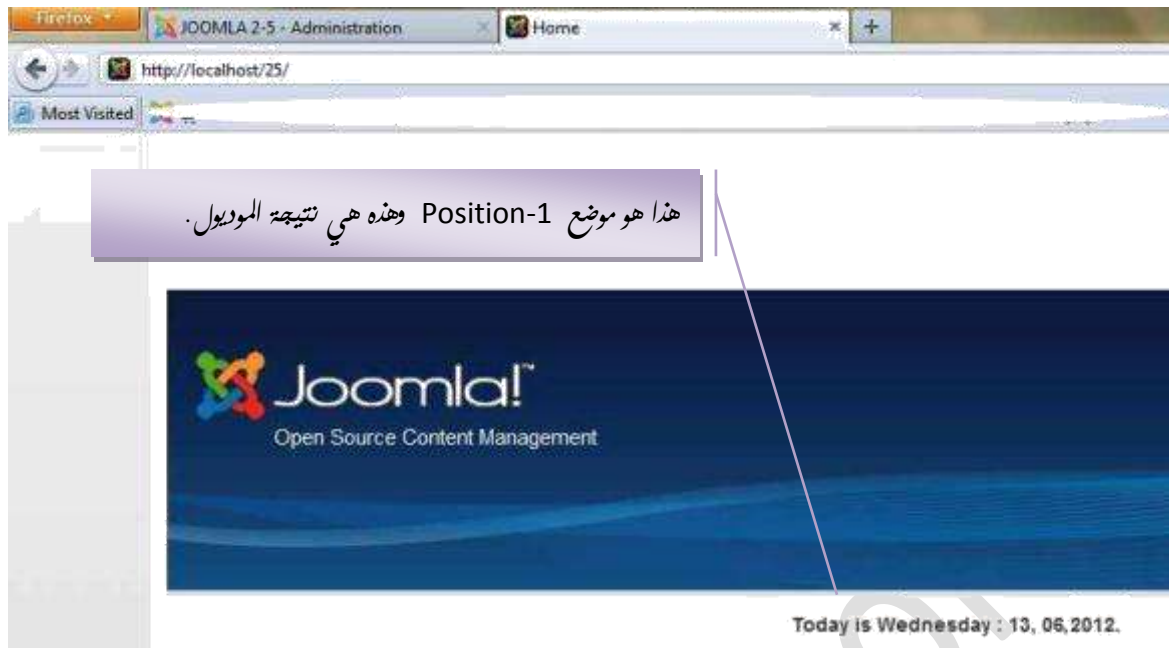 Firefox
JOOMLA 2-5 - Administration
Home
http://localhost/25/
Most Visited
هذا هو موضع Position-1 وهذه هي نتيجة الموديول.
Joomla!™
Open Source Content Management
Today is Wednesday : 13, 06,2012.